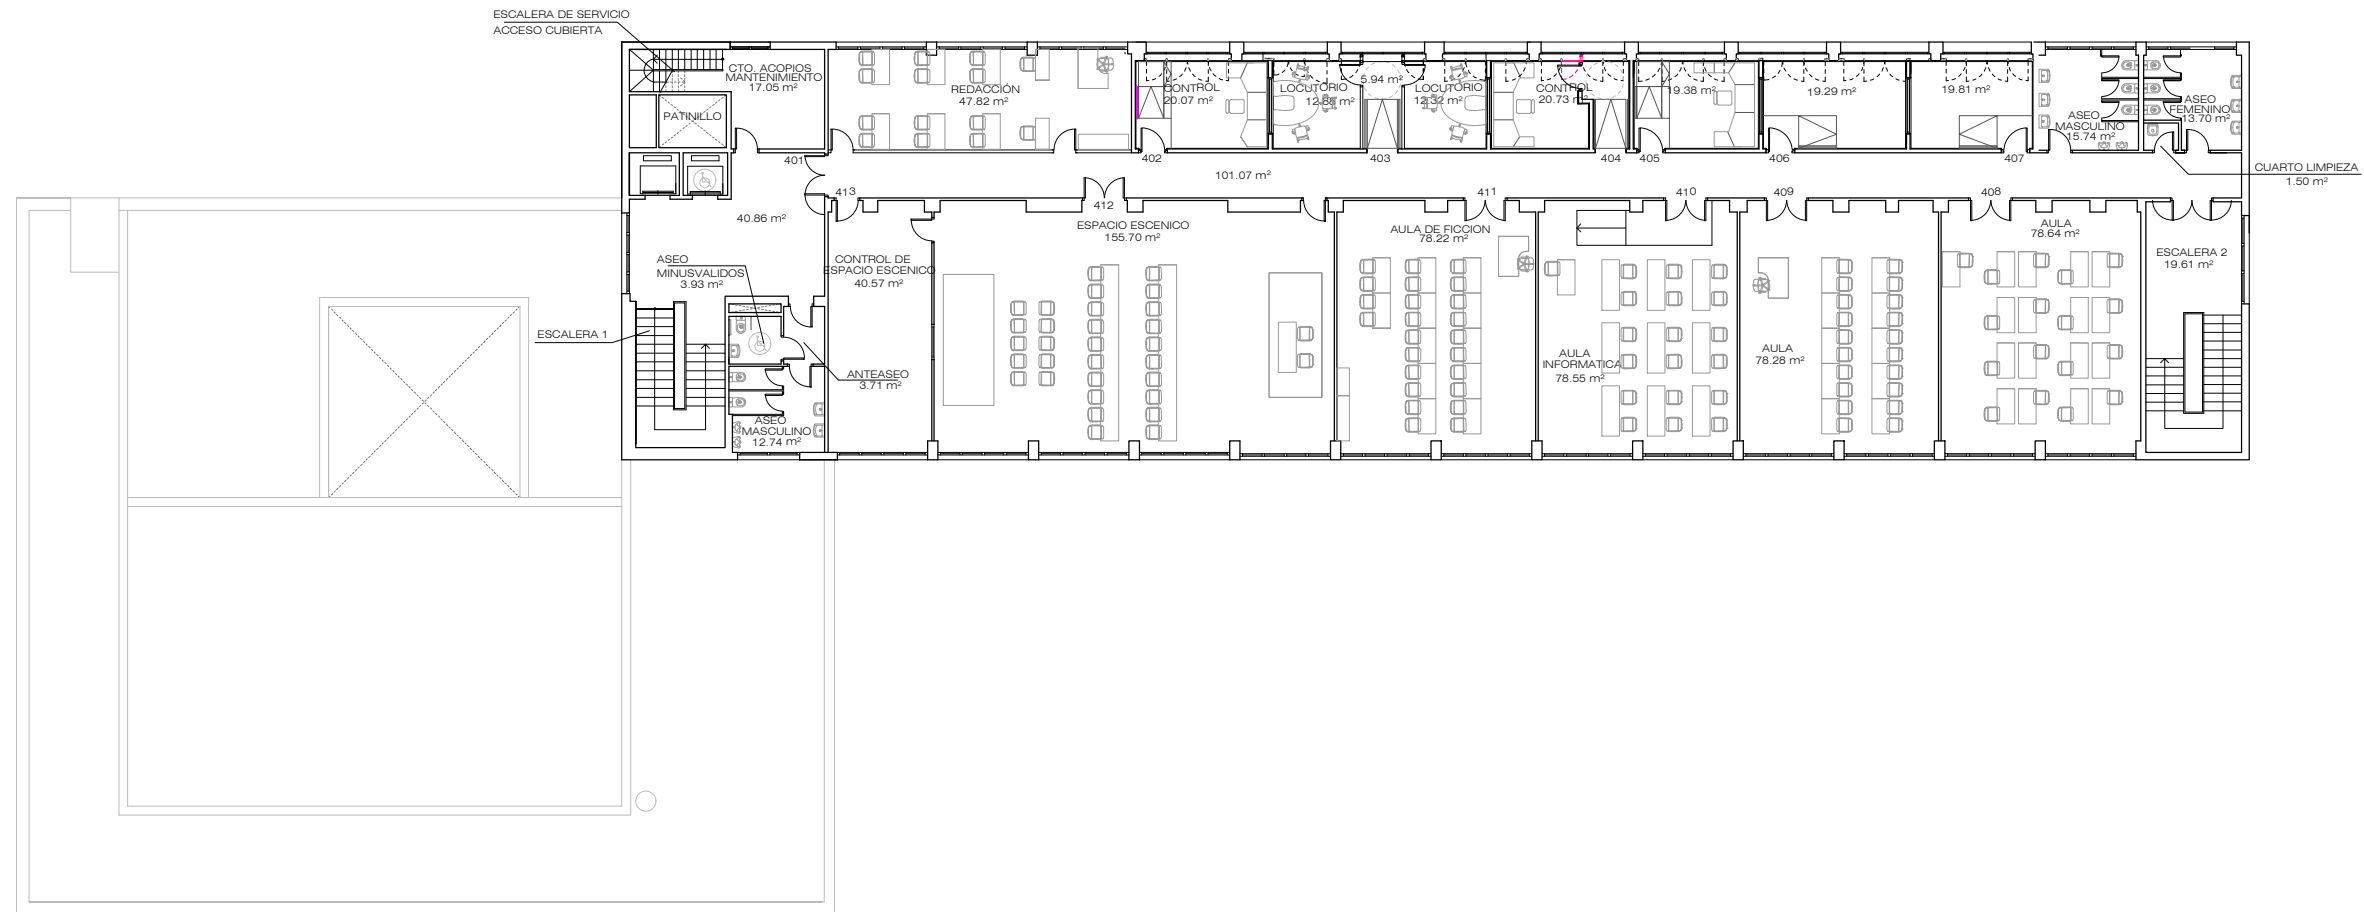 ESCALERA DE SERVICIO
ACCESO CUBIERTA
CTO. ACOPIOS
MANTENIMIENTO
17.05 m²
PATINILLO
REDACCIÓN
47.82 m²
CONTROL
20.07 m²
LOCUTORIO
12.88 m²
5.94 m²
LOCUTORIO
12.32 m²
CONTROL
20.73 m²
19.38 m²
19.29 m²
19.81 m²
ASEO
MASCULINO
15.74 m²
ASEO
FEMENINO
13.70 m²
CUARTO LIMPIEZA
1.50 m²
401
402
403
404
405
406
407
101.07 m²
413
412
411
410
409
408
40.86 m²
ASEO
MINUSVALIDOS
3.93 m²
CONTROL DE
ESPACIO ESCENICO
40.57 m²
ESPACIO ESCENICO
155.70 m²
AULA DE FICCION
78.22 m²
AULA
INFORMATICA
78.55 m²
AULA
78.28 m²
AULA
78.64 m²
ESCALERA 2
19.61 m²
ESCALERA 1
ANTEASEO
3.71 m²
ASEO
MASCULINO
12.74 m²